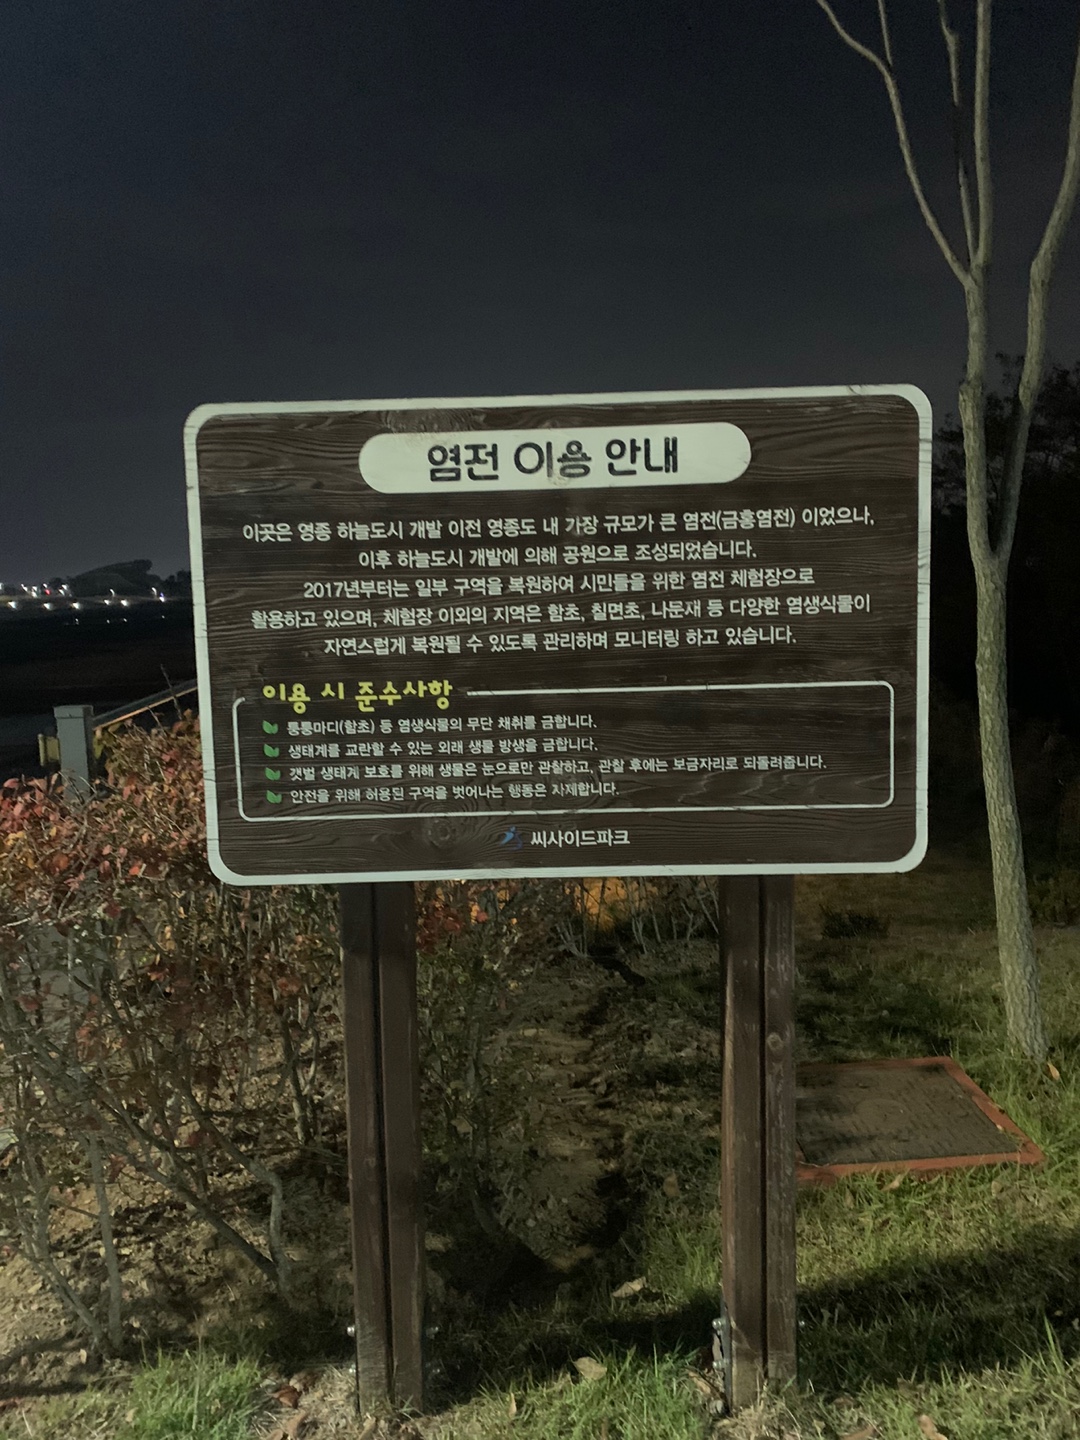 염전 이용 안내
이곳은 영종 하늘도시 개발 이전 영종도 내 가장 규모가 큰 염전(금홍염전) 이었으나,
이후 하늘도시 개발에 의해 공원으로 조성되었습니다.
2017년부터는 일부 구역을 복원하여 시민들을 위한 염전 체험장으로
활용하고 있으며, 체험장 이외의 지역은 함초, 칠면초, 나문재 등 다양한 염생식물이
자연스럽게 복원될 수 있도록 관리하며 모니터링 하고 있습니다.
이용 시 준수사항
퉁퉁마디(함초) 등 염생식물의 무단 채취를 금합니다.
생태계를 교란할 수 있는 외래 생물 방생을 금합니다.
갯벌 생태계 보호를 위해 생물은 눈으로만 관찰하고, 관찰 후에는 보금자리로 되돌려줍니다.
안전을 위해 허용된 구역을 벗어나는 행동은 자제합니다.
씨사이드파크